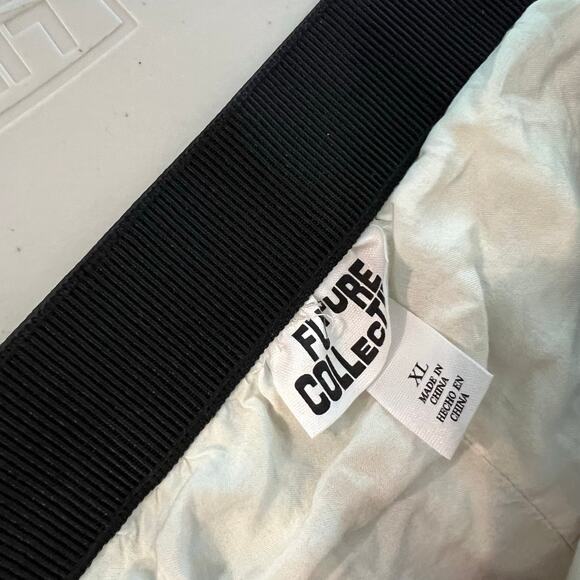 FUTURE
COLLECTI
XL
MADE IN
CHINA
HECHO EN
CHINA